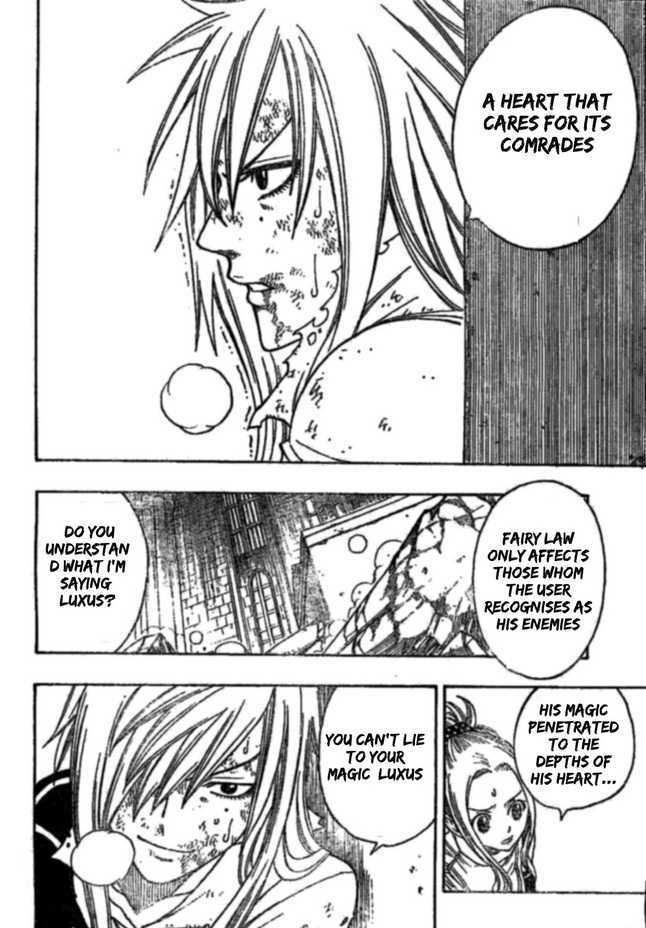 A HEART THAT
CARES FOR ITS
COMRADES
FAIRY LAW
ONLY AFFECTS
THOSE WHOM
THE USER
RECOGNISES AS
HIS ENEMIES
DO YOU
UNDERSTAN
D WHAT I'M
SAYING
LUXUS?
HIS MAGIC
PENETRATED
TO THE
DEPTHS OF
HIS HEART...
YOU CAN'T LIE
TO YOUR
MAGIC LUXUS